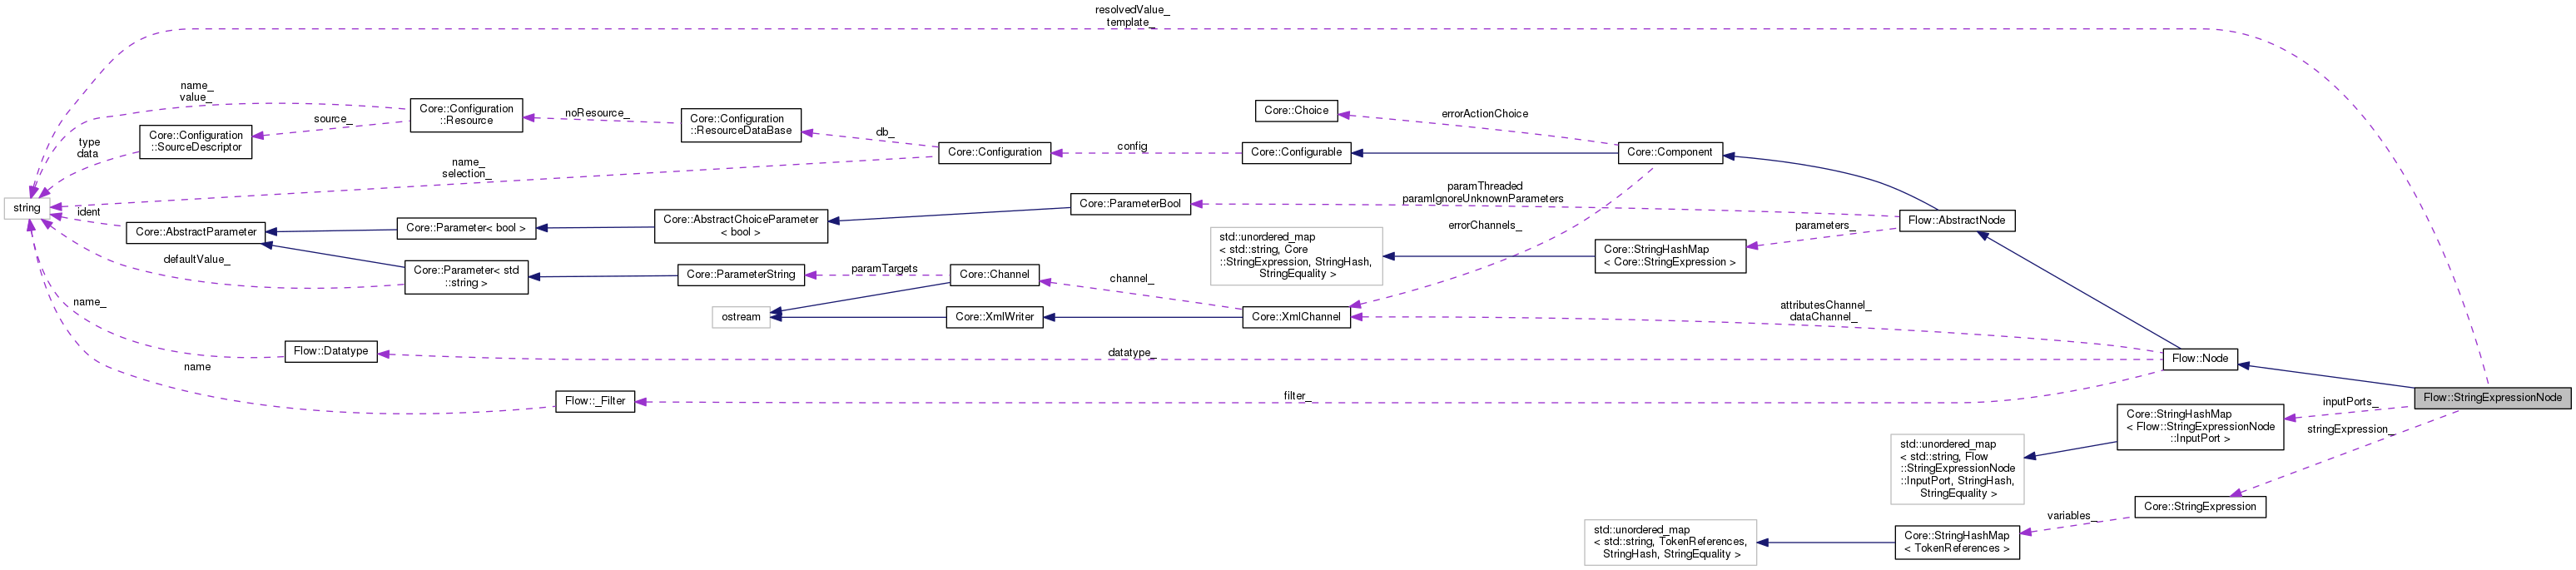 resolvedValue_
template_
name_
value_
Core::Configuration
::Resource
source_
Core::Configuration
::SourceDescriptor
type
data
noResource_
Core::Configuration
::ResourceDataBase
db_
Core::Configuration
name_
selection_
config
Core::Configurable
Core::Choice
errorActionChoice
Core::Component
string
ident
Core::AbstractParameter
Core::Parameter< bool >
Core::AbstractChoiceParameter
< bool >
Core::ParameterBool
paramThreaded
paramIgnoreUnknownParameters
Flow::AbstractNode
parameters_
errorChannels_
std::unordered_map
< std::string, Core
::StringExpression, StringHash,
StringEquality >
Core::StringHashMap
< Core::StringExpression >
defaultValue_
Core::Parameter< std
::string >
Core::ParameterString
paramTargets
Core::Channel
channel_
ostream
Core::XmlWriter
Core::XmlChannel
attributesChannel_
dataChannel_
name_
Flow::Datatype
datatype_
Flow::Node
name
Flow::_Filter
filter_
Flow::StringExpressionNode
inputPorts_
stringExpression_
Core::StringHashMap
< Flow::StringExpressionNode
::InputPort >
std::unordered_map
< std::string, Flow
::StringExpressionNode
::InputPort, StringHash,
StringEquality >
Core::StringExpression
variables_
Core::StringHashMap
< TokenReferences >
std::unordered_map
< std::string, TokenReferences,
StringHash, StringEquality >